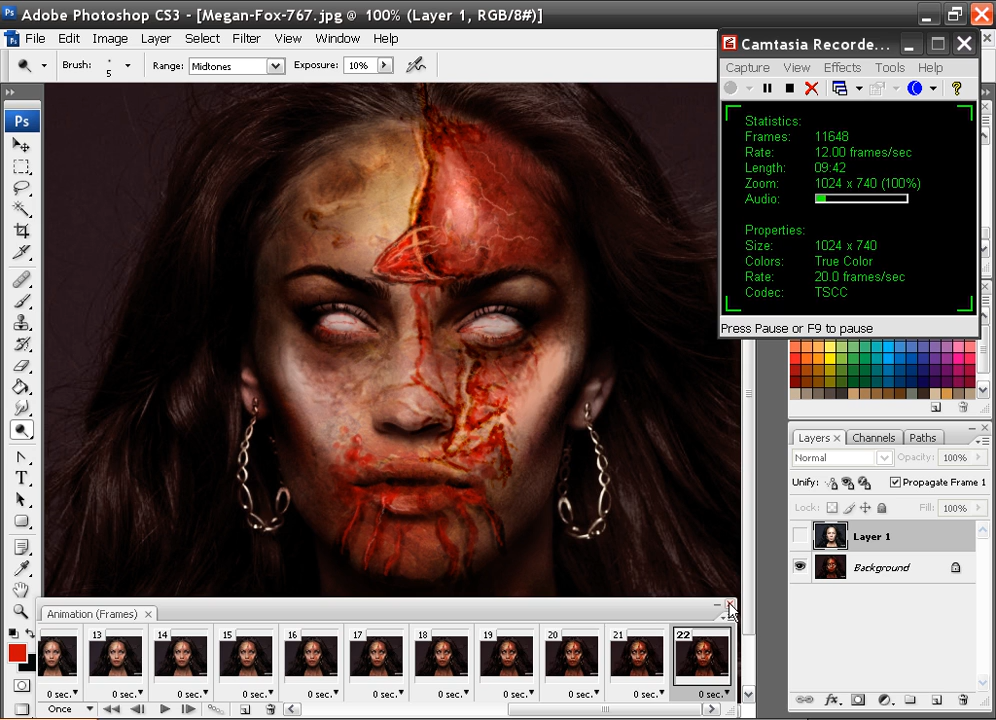 Ps Adobe Photoshop CS3 - [Megan-Fox-767.jpg @ 100% (Layer 1, RGB/8#)]
File Edit Image Layer Select Filter View Window Help
Brush: 5 Range: Midtones Exposure: 10%
Ps
Camtasia Recorde...
Capture View Effects Tools Help
Statistics:
Frames: 11648
Rate: 12.00 frames/sec
Length: 09:42
Zoom: 1024 x 740 (100%)
Audio:
Properties:
Size: 1024 x 740
Colors: True Color
Rate: 20.0 frames/sec
Codec: TSCC
Press Pause or F9 to pause
Layers Channels Paths
Normal Opacity: 100%
Unify: Propagate Frame 1
Lock: Fill: 100%
Layer 1
Background
fx
Animation (Frames)
13 14 15 16 17 18 19 20 21 22
0 sec. 0 sec. 0 sec. 0 sec. 0 sec. 0 sec. 0 sec. 0 sec. 0 sec. 0 sec. 0 sec.
Once